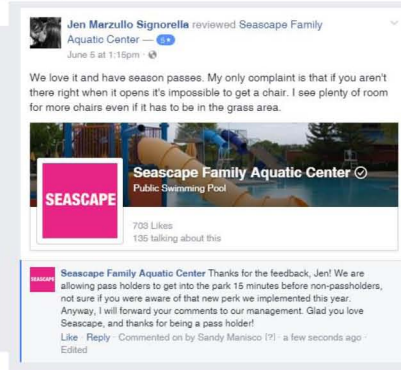 Jen Marzullo Signorella reviewed Seascape Family
Aquatic Center — 5★
June 5 at 1:15pm ·
We love it and have season passes. My only complaint is that if you aren't
there right when it opens it's impossible to get a chair. I see plenty of room
for more chairs even if it has to be in the grass area.
SEASCAPE
Seascape Family Aquatic Center
Public Swimming Pool
703 Likes
135 talking about this
SEASCAPE
Seascape Family Aquatic Center Thanks for the feedback, Jen! We are
allowing pass holders to get into the park 15 minutes before non-passholders,
not sure if you were aware of that new perk we implemented this year.
Anyway, I will forward your comments to our management. Glad you love
Seascape, and thanks for being a pass holder!
Like · Reply · Commented on by Sandy Manisco [?] · a few seconds ago ·
Edited